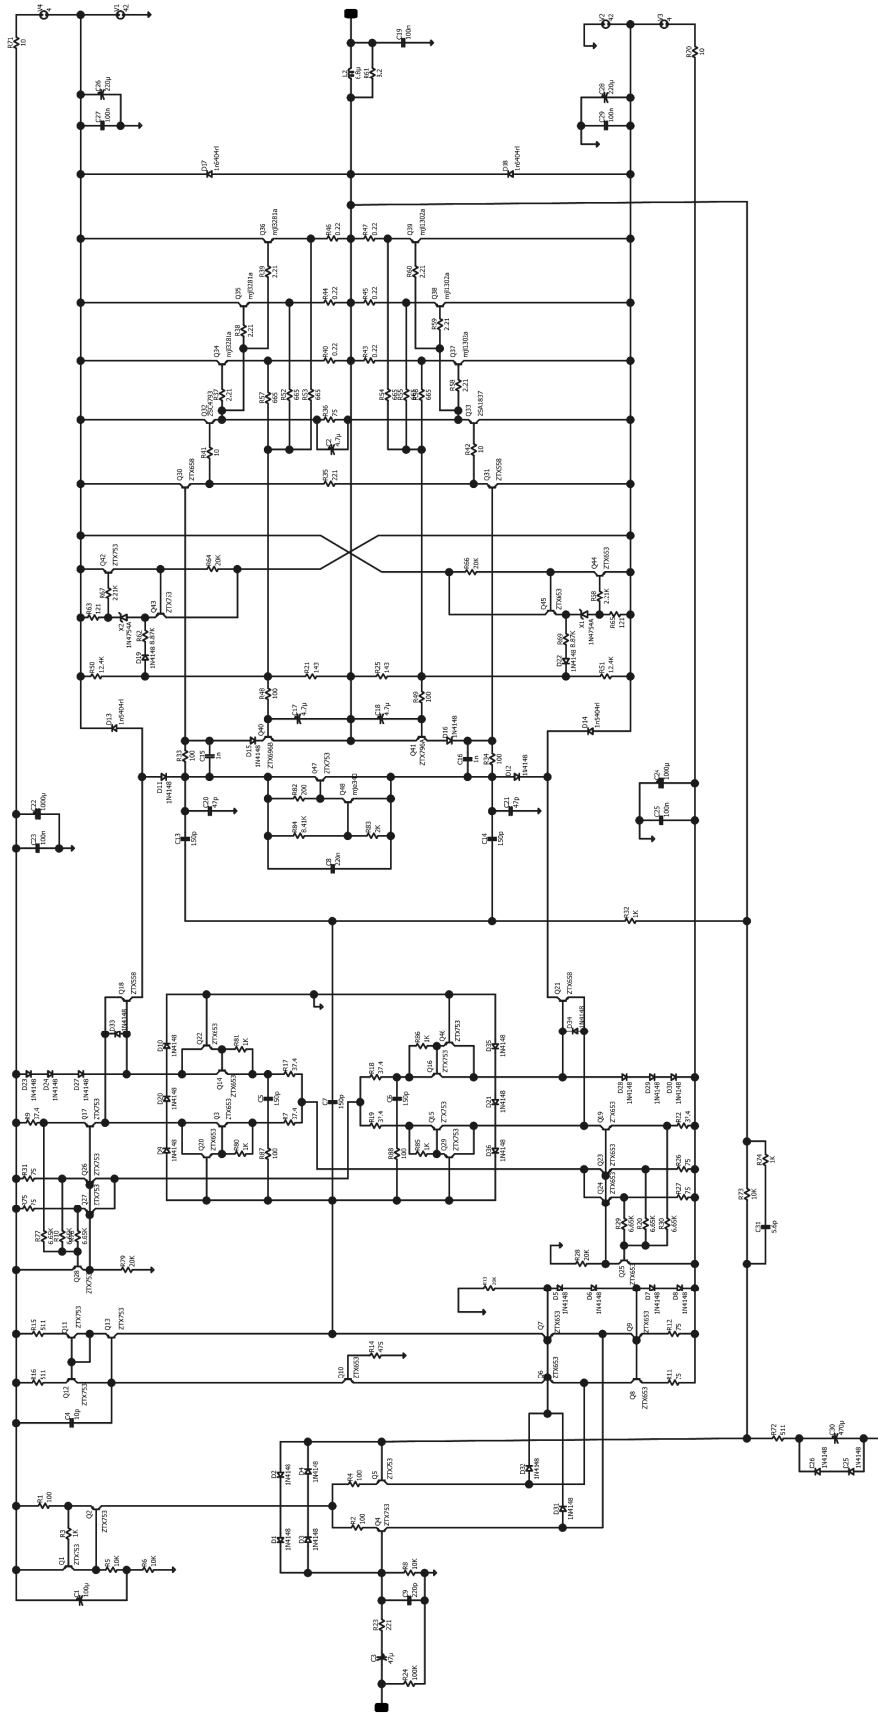 V4
4
V1
42
R71
10
C26
220µ
C27
100n
C19
100n
L2
6.8µ
R61
3.2
V2
42
V3
4
R70
10
C28
220µ
C29
100n
D17
1n5404rl
D18
1n6404rl
Q36
mjl3281a
R46
0.22
R47
0.22
Q39
mjl1302a
R39
2.21
R60
2.21
Q35
mjl3281a
R44
0.22
R45
0.22
Q38
mjl1302a
R38
2.21
R59
2.21
Q34
mjl3281a
R40
0.22
R43
0.22
Q37
mjl1302a
R37
2.21
R57
665
R52
665
R53
665
R54
665
665
R58
2.21
Q32
2SC4793
R36
75
C2
4.7µ
Q33
2SA1837
R41
10
R42
10
Q30
ZTX658
R35
221
Q31
ZTX558
Q42
ZTX753
R64
20K
R66
20K
Q44
ZTX653
R67
2.21K
R63
121
X2
1N4754A
Q43
ZTX753
R62
8.87K
D19
1N4148
Q45
ZTX653
R68
2.21K
X1
1N4754A
R65
121
R69
8.87K
D22
1N4148
R50
12.4K
R21
143
R25
143
R51
12.4K
R48
100
R49
100
D13
1n5404rl
C17
4.7µ
C18
4.7µ
D14
1n5404rl
R33
100
C15
1n
D15
1N4148
Q40
ZTX696B
Q41
ZTX796A
D16
1N4148
C16
1n
R34
100
D11
1N4148
Q47
ZTX753
D12
1N4148
R82
200
Q48
mje340
C20
47p
C21
47p
C22
1000µ
C23
100n
C24
1000µ
C25
100n
C13
150p
R84
8.41K
R83
2K
C14
150p
C8
220n
R32
1K
Q18
ZTX558
D33
1N4148
Q21
ZTX658
D34
1N4148
D10
1N4148
Q22
ZTX653
R81
1K
R86
1K
Q46
ZTX753
D35
1N4148
D23
1N4148
D24
1N4148
D27
1N4148
Q14
ZTX653
R17
37.4
R18
37.4
Q16
ZTX753
D28
1N4148
D29
1N4148
D30
1N4148
D20
1N4148
C5
150p
C7
150p
C6
150p
D21
1N4148
R9
37.4
Q17
ZTX753
Q3
ZTX653
R7
37.4
R19
37.4
Q15
ZTX753
Q19
ZTX653
R22
37.4
D9
1N4148
Q20
ZTX653
R80
1K
R87
100
R88
100
R85
1K
Q29
ZTX753
D36
1N4148
R31
75
Q26
ZTX753
Q23
ZTX653
R26
75
R75
75
Q27
ZTX753
Q24
ZTX653
R27
75
R77
6.65K
R10
6.65K
R29
6.65K
R20
6.65K
R30
6.65K
Q28
ZTX753
R79
20K
R28
20K
Q25
ZTX653
R74
1K
R73
10K
C31
5.6p
R13
20K
D5
1N4148
D6
1N4148
D7
1N4148
D8
1N4148
R15
511
Q11
ZTX753
Q13
ZTX753
Q7
ZTX653
Q9
ZTX653
R12
75
R14
475
R16
511
Q12
ZTX753
Q10
ZTX653
ZTX653
Q8
ZTX653
R11
75
C4
10p
R72
511
C30
470µ
1N4148
1N4148
D2
1N4148
D4
1N4148
R4
100
Q5
ZTX753
D32
1N4148
R1
100
Q2
ZTX753
D31
1N4148
R3
1K
R2
100
Q4
ZTX753
D1
1N4148
D3
1N4148
Q1
ZTX753
R5
10K
R6
10K
C1
100µ
R8
10K
C9
220p
R23
221
C3
47µ
R24
100K